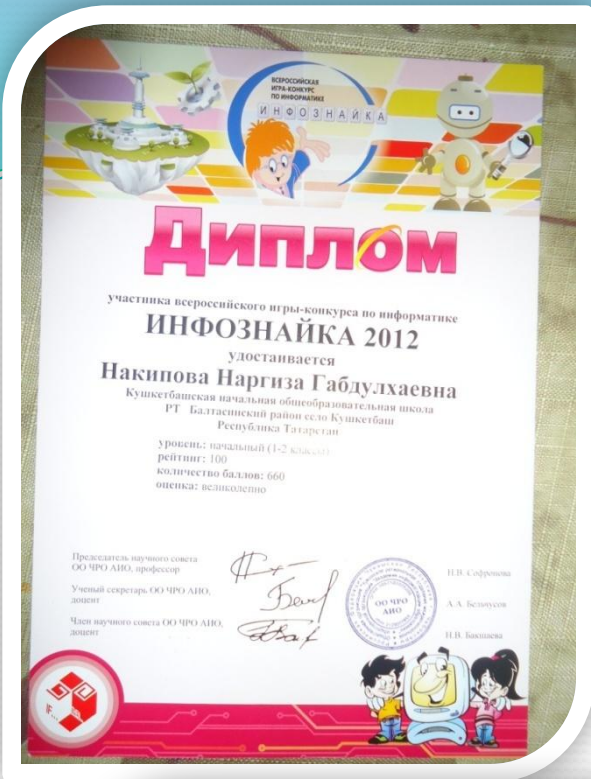 ВСЕРОССИЙСКАЯ
ИГРА-КОНКУРС
ПО ИНФОРМАТИКЕ
ИНФОЗНАЙКА
Диплом
участника всероссийского игры-конкурса по информатике
ИНФОЗНАЙКА 2012
удостаивается
Накипова Наргиза Габдулхаевна
Кушкетбашская начальная общеобразовательная школа
РТ Балтасинский район село Кушкетбаш
Республика Татарстан
уровень: начальный (1-2 классы)
рейтинг: 100
количество баллов: 660
оценка: великолепно
Председатель научного совета
ОО ЧРО АИО, профессор
Н.В. Софронова
Ученый секретарь ОО ЧРО АИО,
доцент
А.А. Бельчусов
Член научного совета ОО ЧРО АИО,
доцент
Н.В. Бакшаева
ОО ЧРО
АИО
IF...